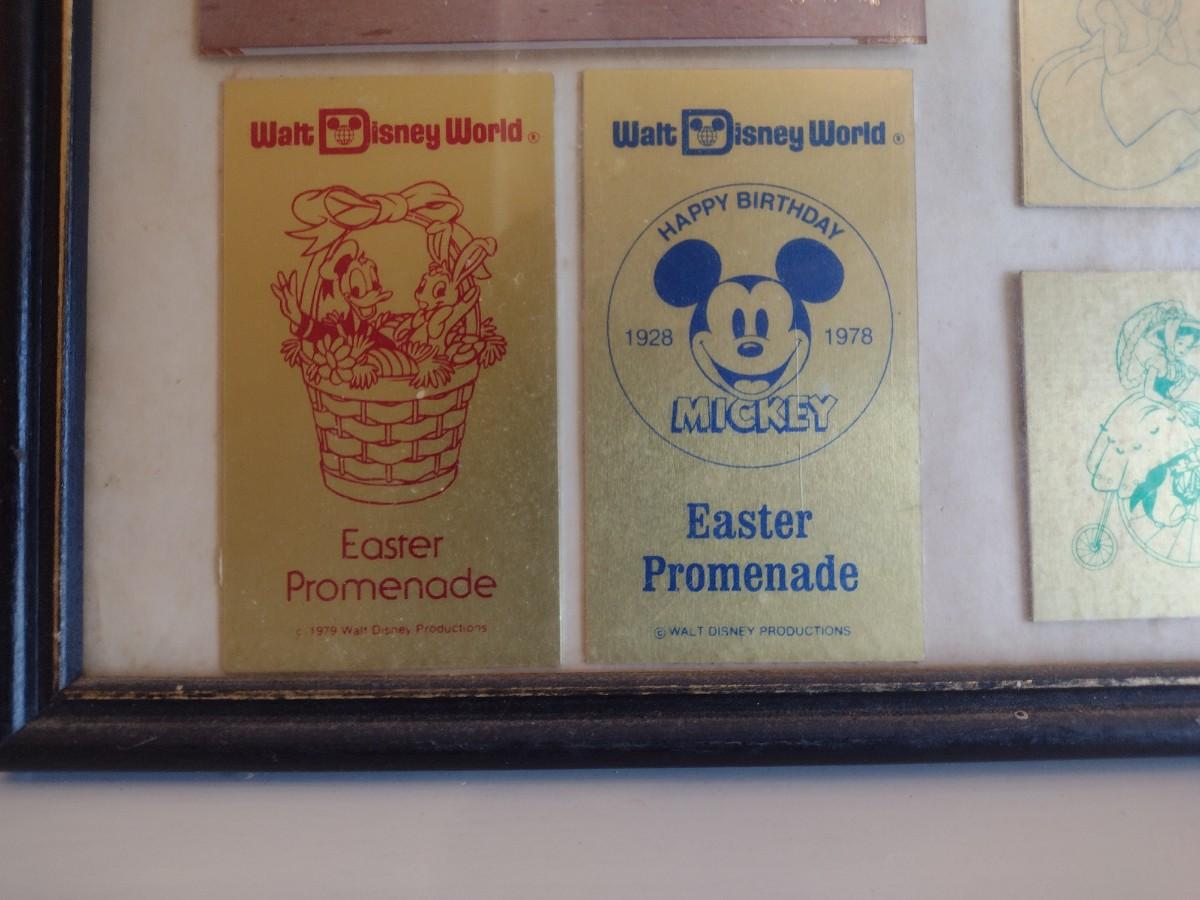 Walt Disney World ®
Easter
Promenade
c 1979 Walt Disney Productions
Walt Disney World ®
HAPPY BIRTHDAY
1928 1978
MICKEY
Easter
Promenade
© WALT DISNEY PRODUCTIONS